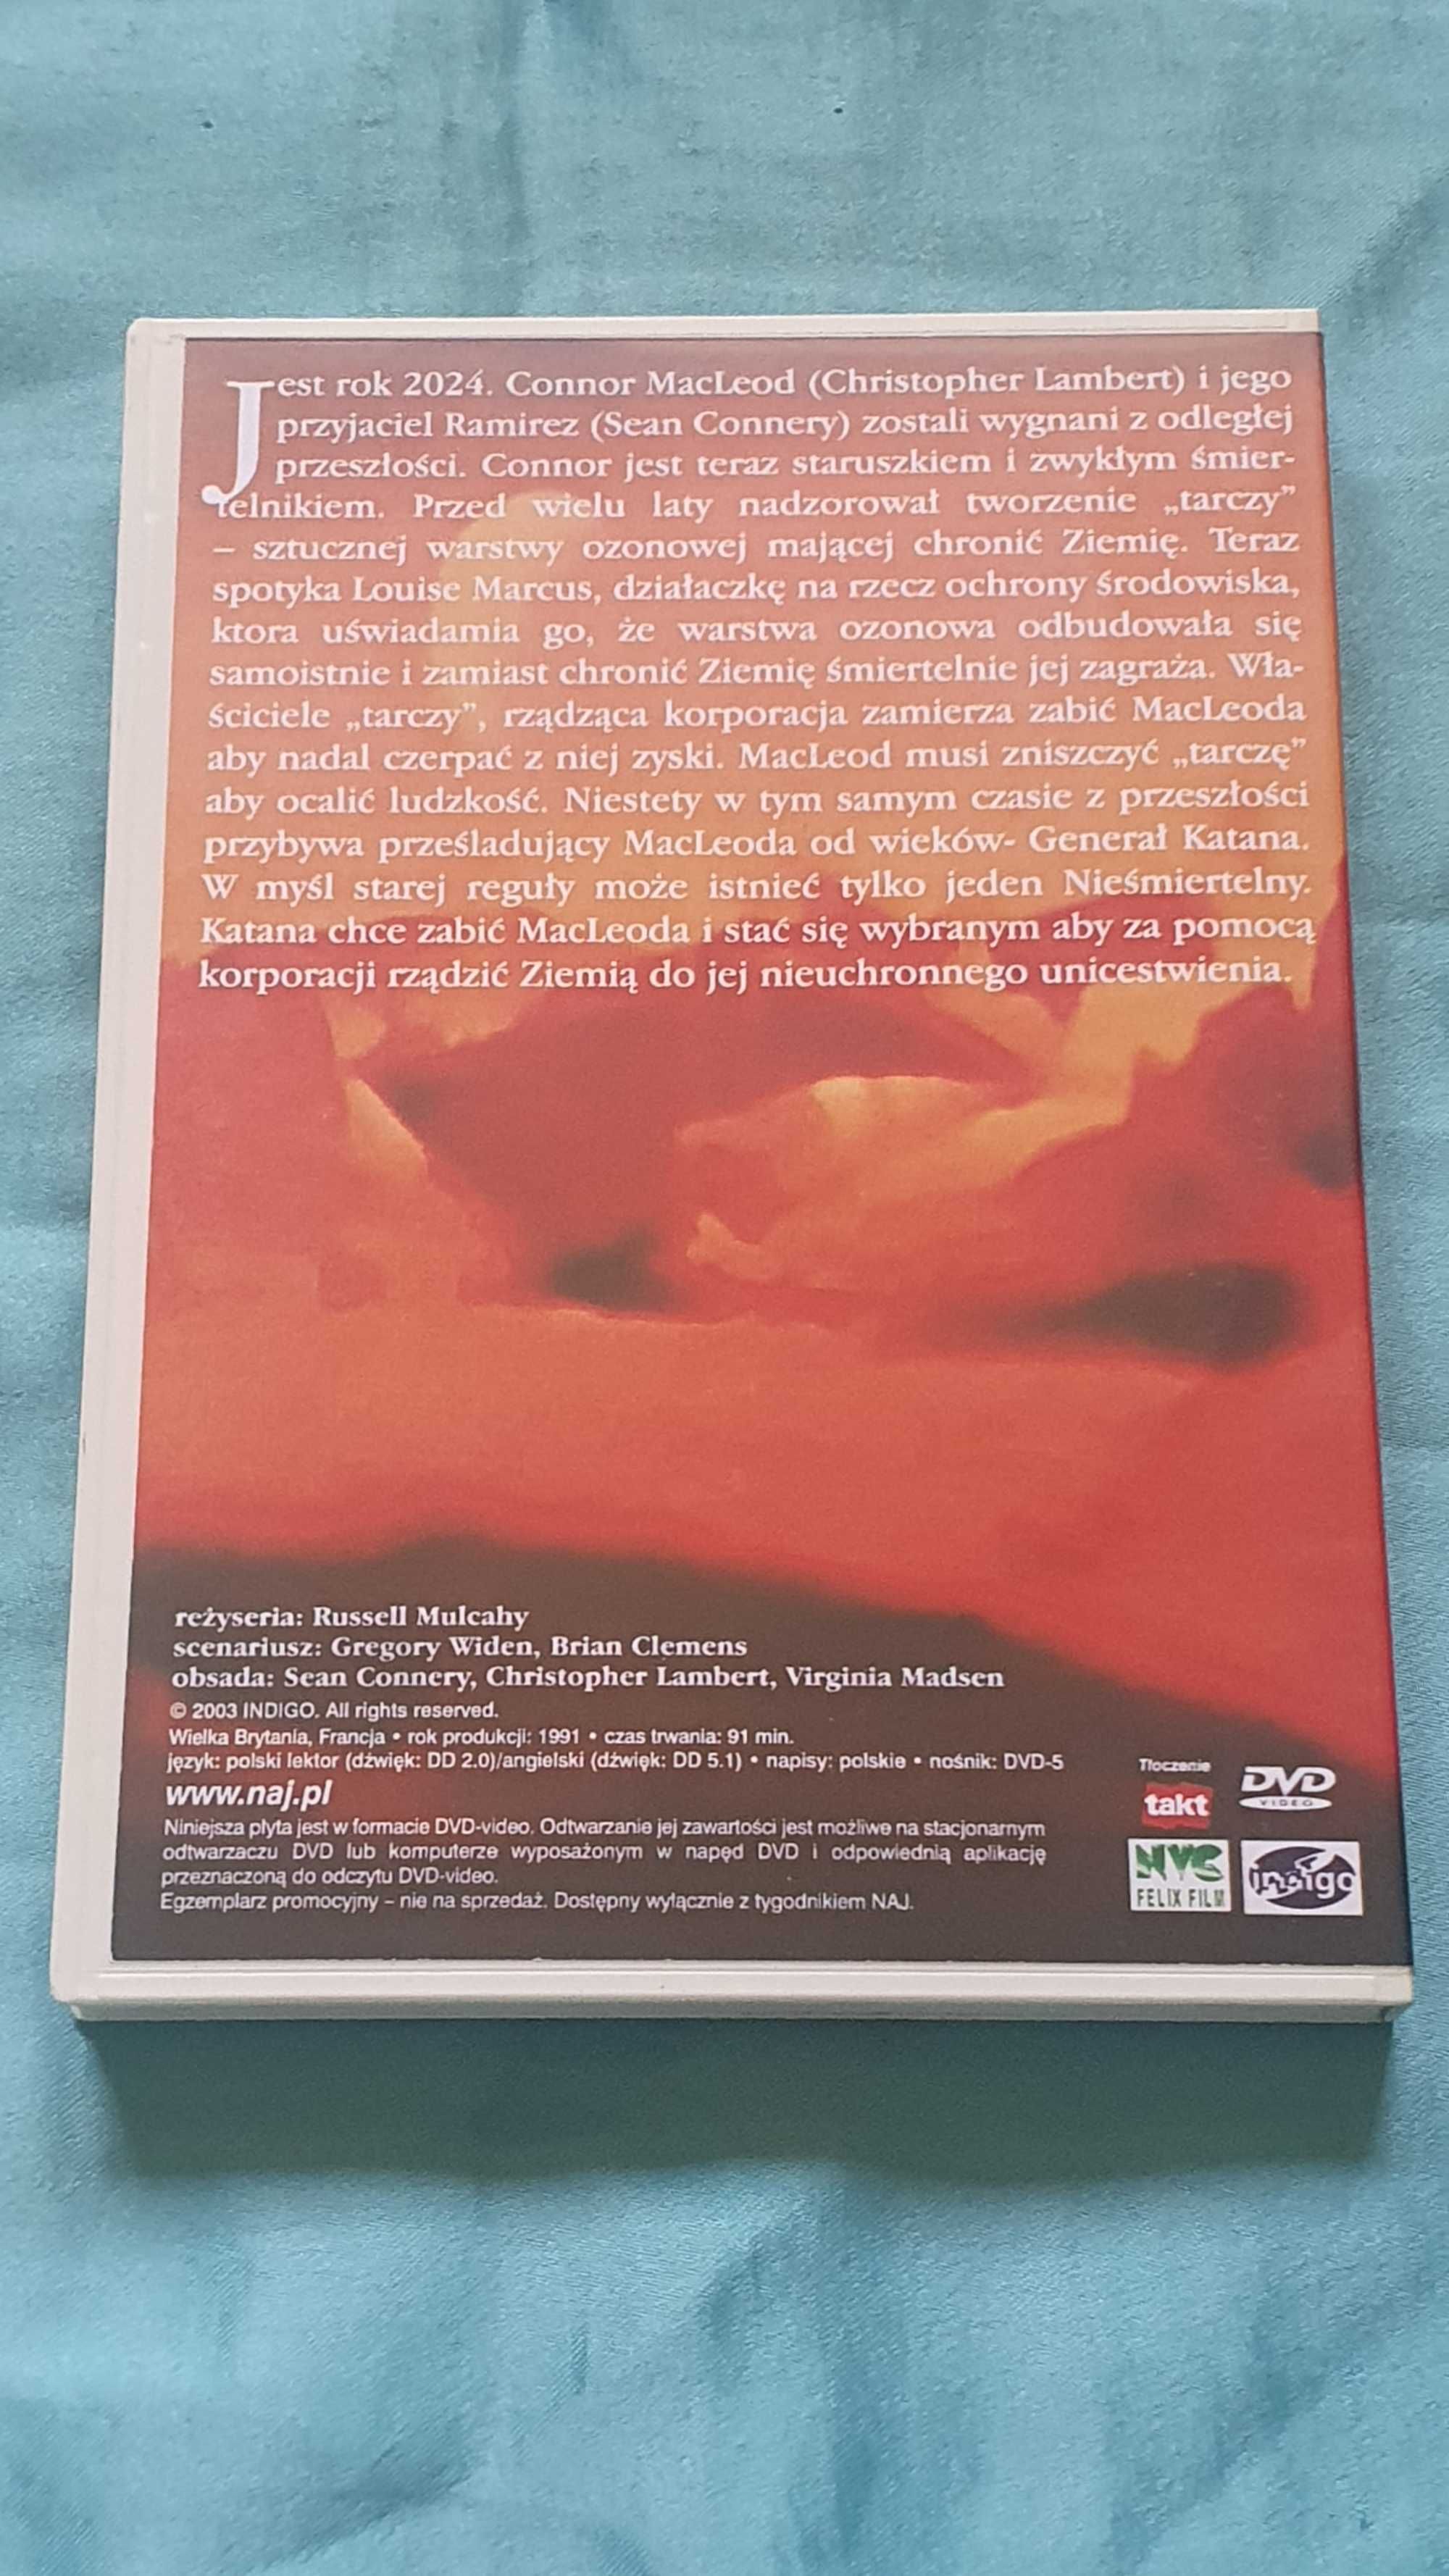 Jest rok 2024. Connor MacLeod (Christopher Lambert) i jego
przyjaciel Ramirez (Sean Connery) zostali wygnani z odległej
przeszłości. Connor jest teraz staruszkiem i zwykłym śmier-
telnikiem. Przed wielu laty nadzorował tworzenie „tarczy”
– sztucznej warstwy ozonowej mającej chronić Ziemię. Teraz
spotyka Louise Marcus, działaczkę na rzecz ochrony środowiska,
ktora uświadamia go, że warstwa ozonowa odbudowała się
samoistnie i zamiast chronić Ziemię śmiertelnie jej zagraża. Wła-
ściciele „tarczy”, rządząca korporacja zamierza zabić MacLeoda
aby nadal czerpać z niej zyski. MacLeod musi zniszczyć „tarczę”
aby ocalić ludzkość. Niestety w tym samym czasie z przeszłości
przybywa prześladujący MacLeoda od wieków- Generał Katana.
W myśl starej reguły może istnieć tylko jeden Nieśmiertelny.
Katana chce zabić MacLeoda i stać się wybranym aby za pomocą
korporacji rządzić Ziemią do jej nieuchronnego unicestwienia.
reżyseria: Russell Mulcahy
scenariusz: Gregory Widen, Brian Clemens
obsada: Sean Connery, Christopher Lambert, Virginia Madsen
© 2003 INDIGO. All rights reserved.
Wielka Brytania, Francja • rok produkcji: 1991 • czas trwania: 91 min.
język: polski lektor (dźwięk: DD 2.0)/angielski (dźwięk: DD 5.1) • napisy: polskie • nośnik: DVD-5
www.naj.pl
Niniejsza płyta jest w formacie DVD-video. Odtwarzanie jej zawartości jest możliwe na stacjonarnym
odtwarzaczu DVD lub komputerze wyposażonym w napęd DVD i odpowiednią aplikację
przeznaczoną do odczytu DVD-video.
Egzemplarz promocyjny – nie na sprzedaż. Dostępny wyłącznie z tygodnikiem NAJ.
Tłoczenie
takt
DVD
VIDEO
NVC
FELIX FILM
indigo